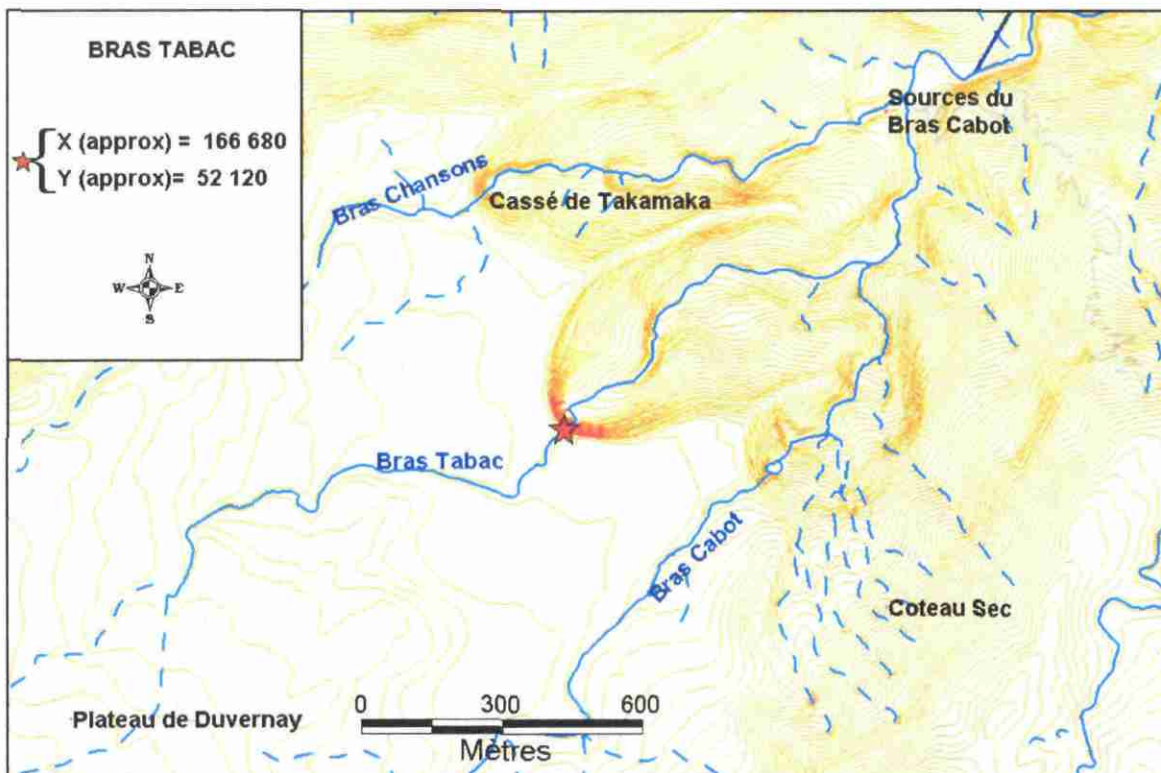 BRAS TABAC
X (approx) = 166 680
Y (approx)= 52 120
N
W E
S
Sources du
Bras Cabot
Bras Chansons
Cassé de Takamaka
Bras Tabac
Bras Cabot
Coteau Sec
Plateau de Duvernay
0 300 600
Mètres